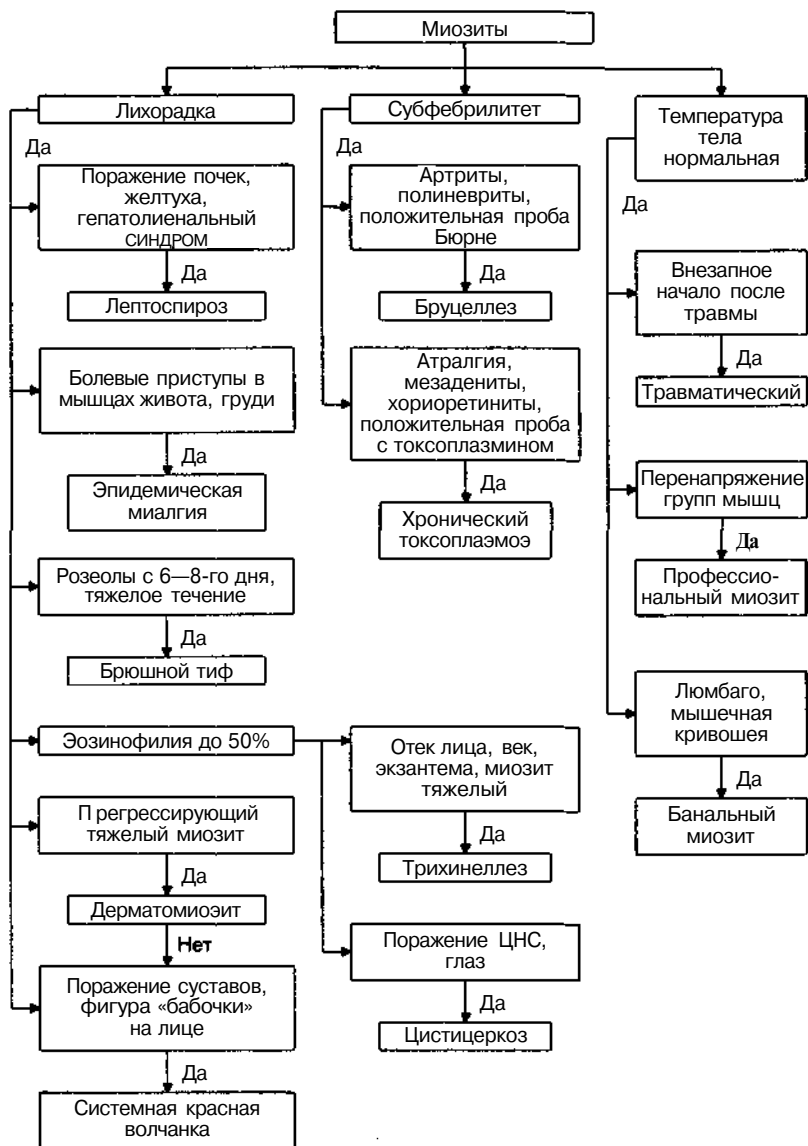 Миозиты
Лихорадка
Да
Поражение почек,
желтуха,
гепатолиенальный
СИНДРОМ
Да
Лептоспироз
Болевые приступы в
мышцах живота, груди
Да
Эпидемическая
миалгия
Розеолы с 6—8-го дня,
тяжелое течение
Да
Брюшной тиф
Эозинофилия до 50%
П регрессирующий
тяжелый миозит
Да
Дерматомиоэит
Нет
Поражение суставов,
фигура «бабочки»
на лице
Да
Системная красная
волчанка
Субфебрилитет
Да
Артриты,
полиневриты,
положительная проба
Бюрне
Да
Бруцеллез
Атралгия,
мезадениты,
хориоретиниты,
положительная проба
с токсоплазмином
Да
Хронический
токсоплаэмоэ
Отек лица, век,
экзантема, миозит
тяжелый
Да
Трихинеллез
Поражение ЦНС,
глаз
Да
Цистицеркоз
Температура
тела
нормальная
Да
Внезапное
начало после
травмы
Да
Травматический
Перенапряжение
групп мышц
Да
Профессио-
нальный миозит
Люмбаго,
мышечная
кривошея
Да
Банальный
миозит